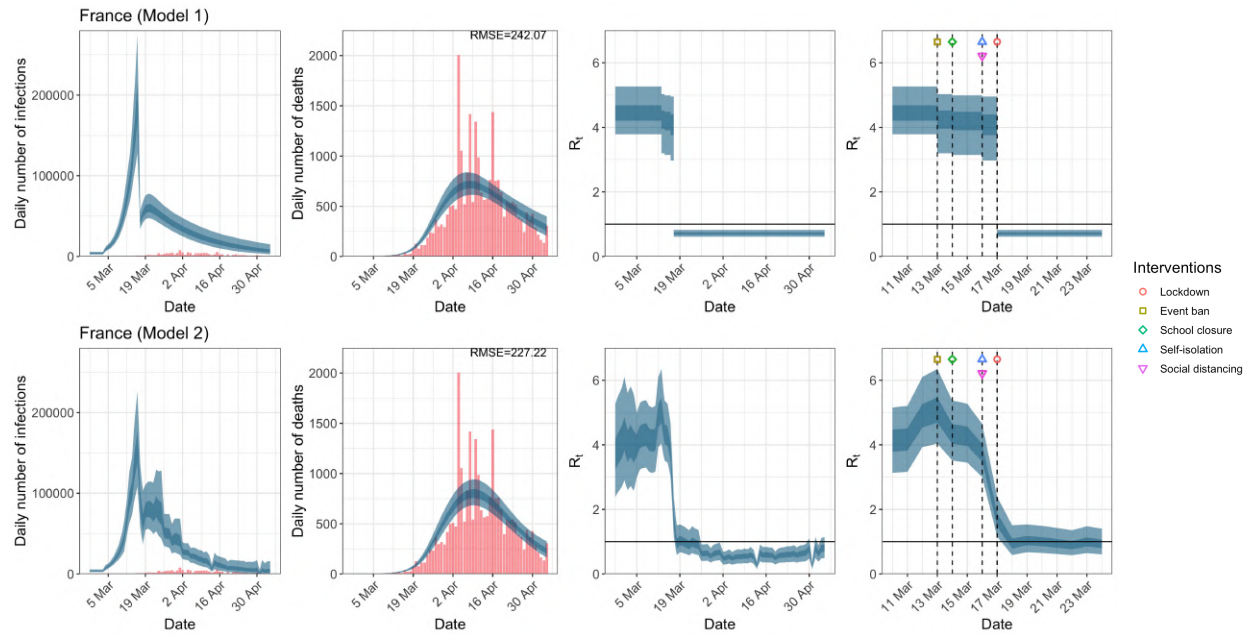 France (Model 1)
Daily number of infections
200000
100000
0
5 Mar
19 Mar
2 Apr
16 Apr
30 Apr
Date
RMSE=242.07
Daily number of deaths
2000
1500
1000
500
0
5 Mar
19 Mar
2 Apr
16 Apr
30 Apr
Date
Rt
6
4
2
0
5 Mar
19 Mar
2 Apr
16 Apr
30 Apr
Date
Rt
6
4
2
0
11 Mar
13 Mar
15 Mar
17 Mar
19 Mar
21 Mar
23 Mar
Date
Interventions
Lockdown
Event ban
School closure
Self-isolation
Social distancing
France (Model 2)
Daily number of infections
200000
100000
0
5 Mar
19 Mar
2 Apr
16 Apr
30 Apr
Date
RMSE=227.22
Daily number of deaths
2000
1500
1000
500
0
5 Mar
19 Mar
2 Apr
16 Apr
30 Apr
Date
Rt
6
4
2
0
5 Mar
19 Mar
2 Apr
16 Apr
30 Apr
Date
Rt
6
4
2
0
11 Mar
13 Mar
15 Mar
17 Mar
19 Mar
21 Mar
23 Mar
Date